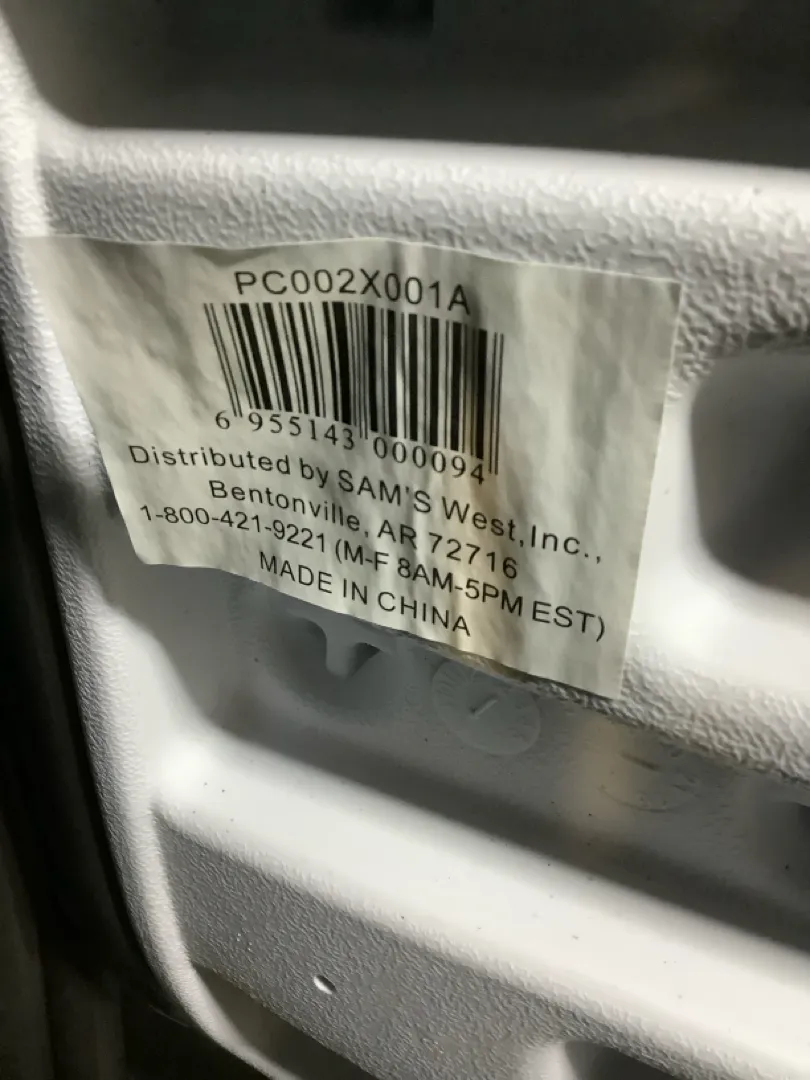 PC002X001A
6 955143 000094
Distributed by SAM'S West,Inc.,
Bentonville, AR 72716
1-800-421-9221 (M-F 8AM-5PM EST)
MADE IN CHINA